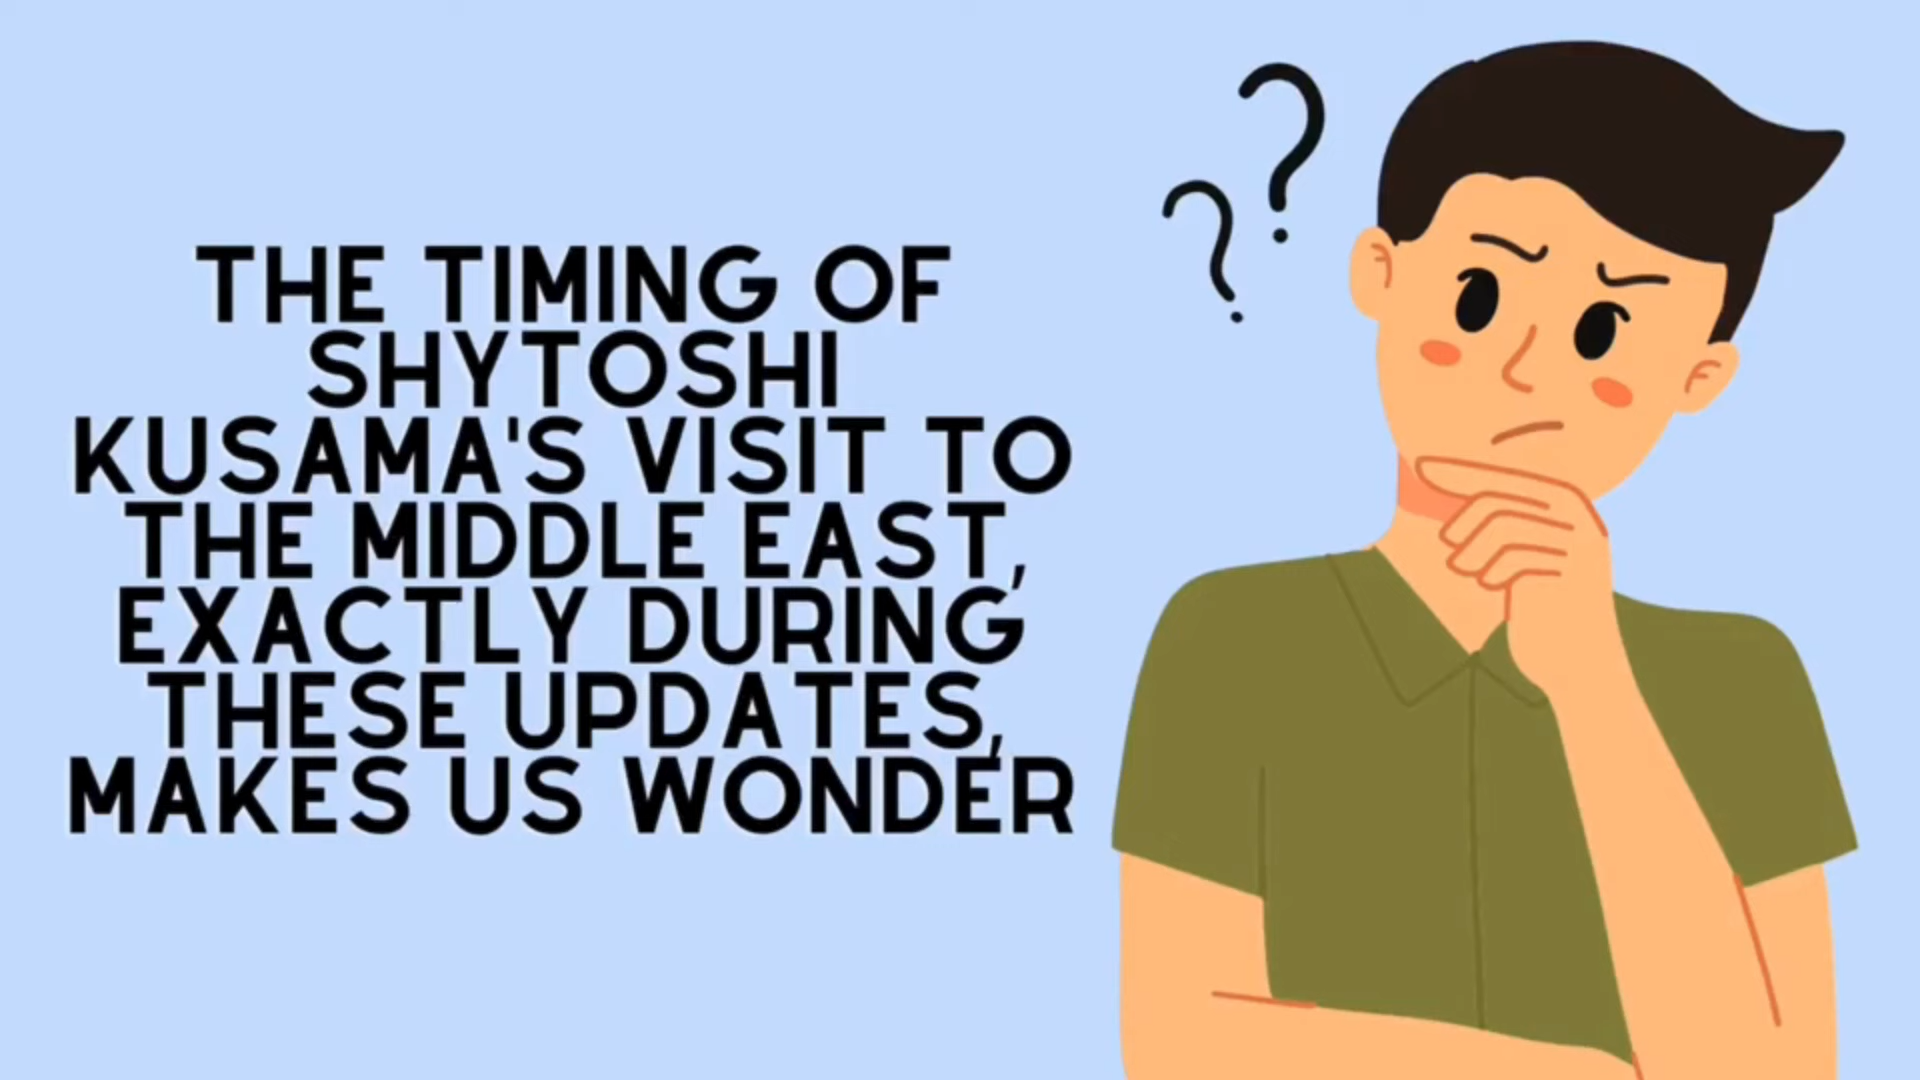 THE TIMING OF
SHYTOSHI
KUSAMA'S VISIT TO
THE MIDDLE EAST,
EXACTLY DURING
THESE UPDATES,
MAKES US WONDER
??